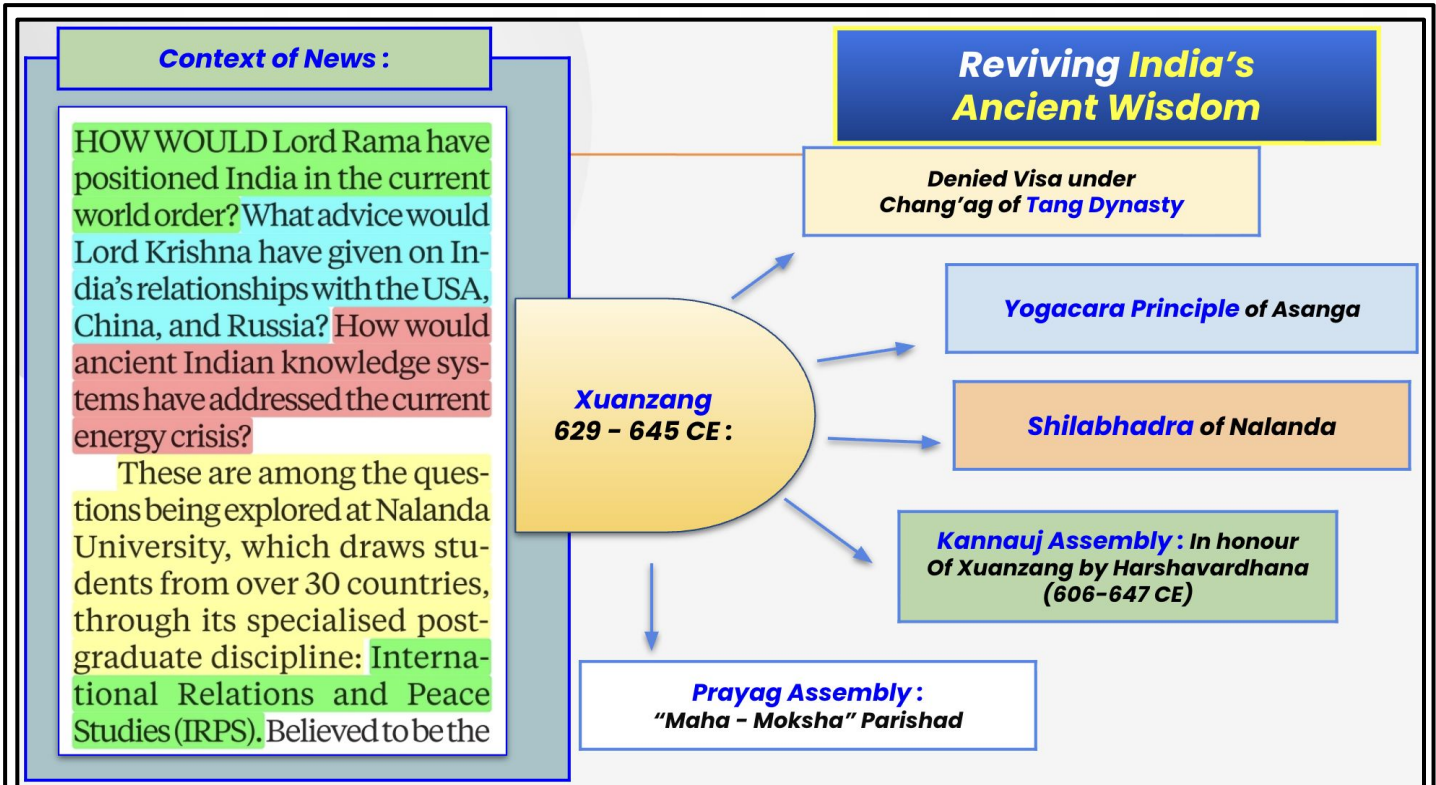 Context of News :
HOW WOULD Lord Rama have
positioned India in the current
world order? What advice would
Lord Krishna have given on In-
dia's relationships with the USA,
China, and Russia? How would
ancient Indian knowledge sys-
tems have addressed the current
energy crisis?
These are among the ques-
tions being explored at Nalanda
University, which draws stu-
dents from over 30 countries,
through its specialised post-
graduate discipline: Interna-
tional Relations and Peace
Studies (IRPS). Believed to be the
Reviving India's
Ancient Wisdom
Denied Visa under
Chang'ag of Tang Dynasty
Yogacara Principle of Asanga
Xuanzang
629 - 645 CE :
Shilabhadra of Nalanda
Kannauj Assembly : In honour
Of Xuanzang by Harshavardhana
(606-647 CE)
Prayag Assembly :
"Maha - Moksha" Parishad